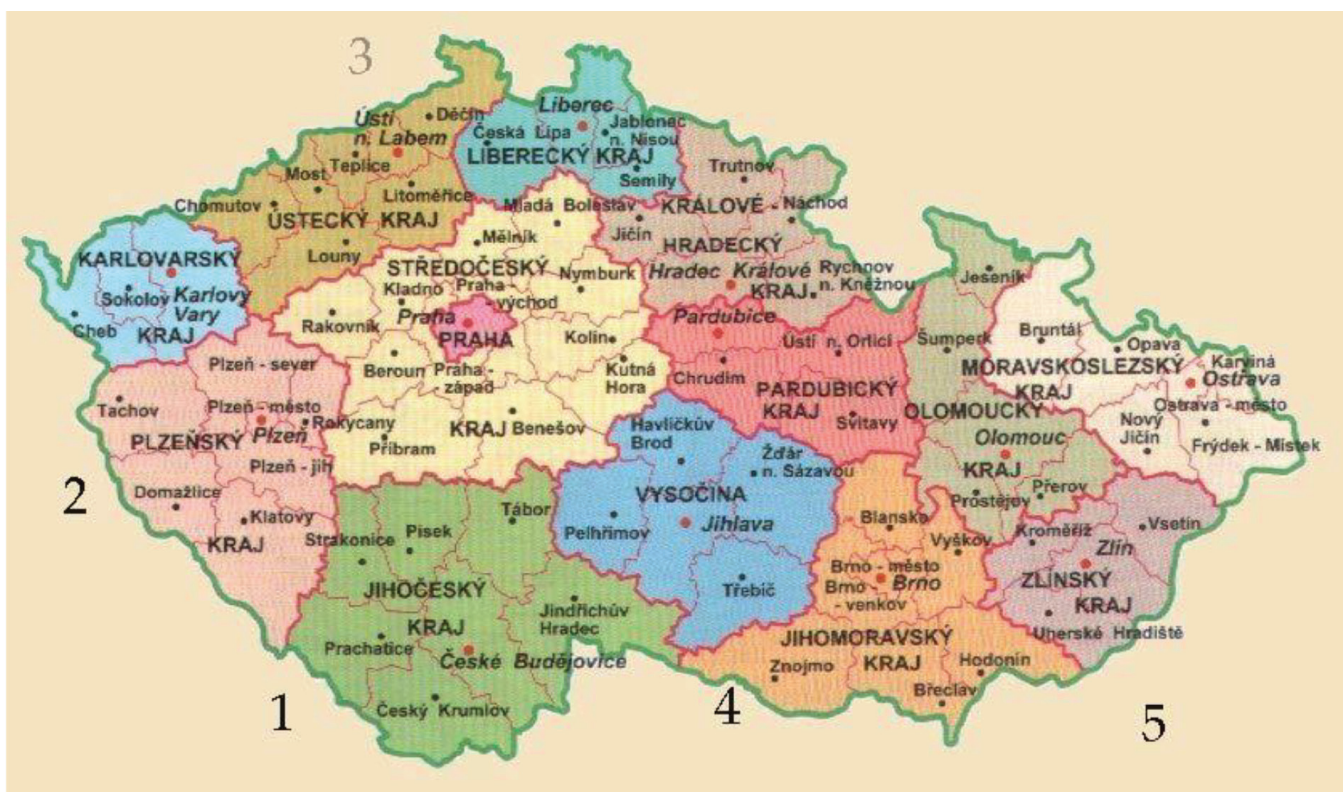 3
Děčín
Ústí
n. Labem
Teplice
Most
Litoměřice
Chomutov
ÚSTECKÝ KRAJ
Louny
Liberec
Česká Lípa
Jablonec
n. Nisou
LIBERECKÝ KRAJ
Semily
Trutnov
KRÁLOVÉ -
Náchod
Jičín
HRADECKÝ
Hradec Králové
KRAJ
Rychnov
n. Kněžnou
KARLOVARSKÝ
Sokolov
Karlovy
Vary
Cheb
KRAJ
Mladá Boleslav
Mělník
STŘEDOČESKÝ
Nymburk
Kladno
Praha -
východ
Rakovník
Praha
PRAHA
Kolín
Beroun
Praha -
západ
Kutná
Hora
KRAJ
Benešov
Příbram
Plzeň - sever
Tachov
Plzeň - město
Rokycany
PLZEŇSKÝ
Plzeň
Plzeň - jih
Domažlice
Klatovy
KRAJ
2
Pardubice
Ústí n. Orlicí
Chrudim
PARDUBICKÝ
KRAJ
Svitavy
Jeseník
Šumperk
OLOMOUCKÝ
Olomouc
KRAJ
Přerov
Prostějov
Bruntál
Opava
Karviná
MORAVSKOSLEZSKÝ
KRAJ
Ostrava
Ostrava - město
Nový
Jičín
Frýdek - Místek
Havlíčkův
Brod
Žďár
n. Sázavou
VYSOČINA
Pelhřimov
Jihlava
Třebíč
Tábor
Písek
Strakonice
JIHOČESKÝ
KRAJ
Jindřichův
Hradec
Prachatice
České Budějovice
Český Krumlov
1
Blansko
Vyškov
Brno - město
Brno -
venkov
Brno
JIHOMORAVSKÝ
KRAJ
Znojmo
Hodonín
Břeclav
4
Kroměříž
Vsetín
Zlín
ZLÍNSKÝ
KRAJ
Uherské Hradiště
5